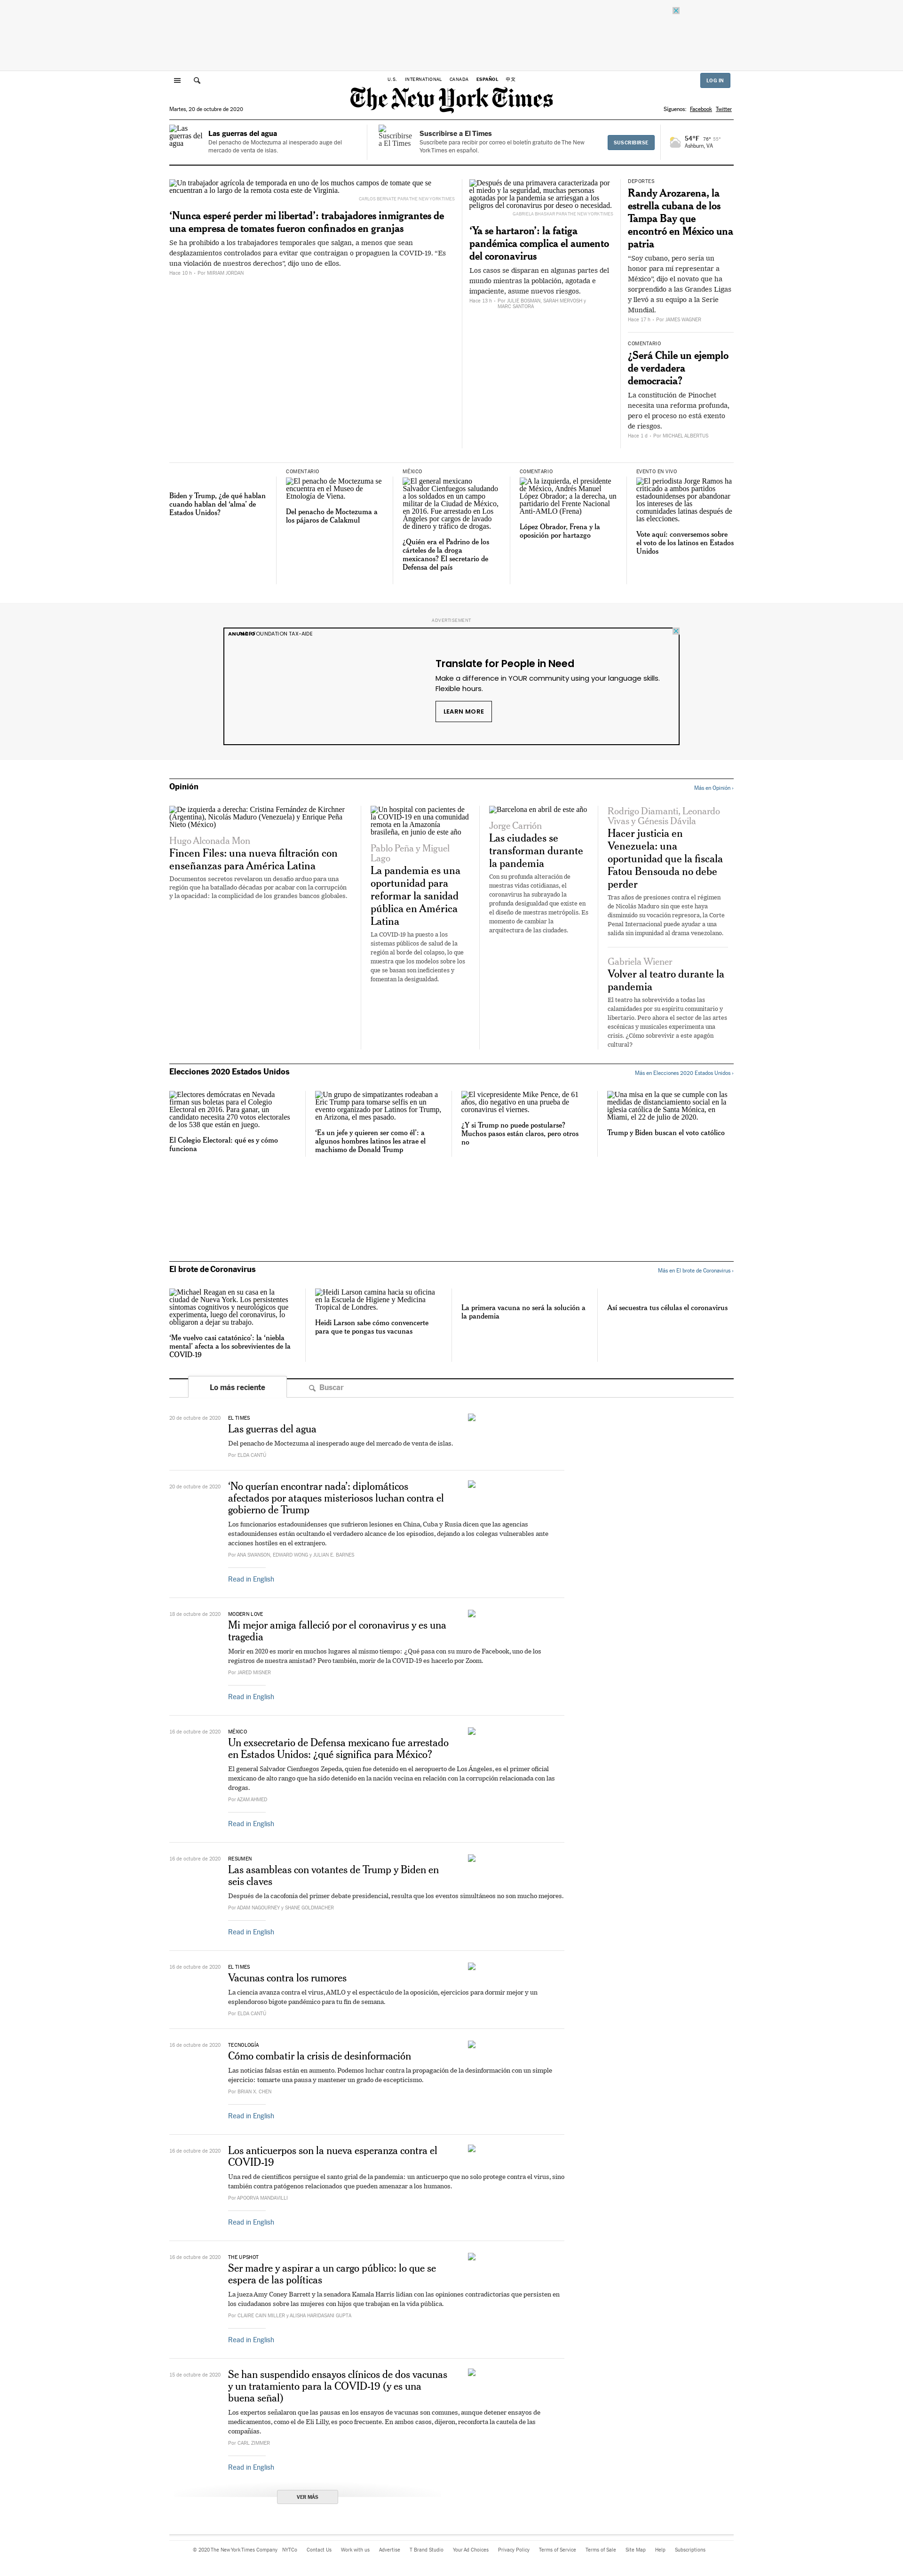 U.S. INTERNATIONAL CANADA ESPAÑOL 中文
LOG IN
The New York Times
Martes, 20 de octubre de 2020
Síguenos: Facebook Twitter
Las guerras del agua
Las guerras del agua
Del penacho de Moctezuma al inesperado auge del
mercado de venta de islas.
Suscribirse a El Times
Suscribirse a El Times
Suscríbete para recibir por correo el boletín gratuito de The New
York Times en español.
SUSCRIBIRSE
54°F 76° 55°
Ashburn, VA
Un trabajador agrícola de temporada en uno de los muchos campos de tomate que se
encuentran a lo largo de la remota costa este de Virginia.
CARLOS BERNATE PARA THE NEW YORK TIMES
‘Nunca esperé perder mi libertad’: trabajadores inmigrantes de
una empresa de tomates fueron confinados en granjas
Se ha prohibido a los trabajadores temporales que salgan, a menos que sean
desplazamientos controlados para evitar que contraigan o propaguen la COVID-19. “Es
una violación de nuestros derechos”, dijo uno de ellos.
Hace 10 h – Por MIRIAM JORDAN
Después de una primavera caracterizada por
el miedo y la seguridad, muchas personas
agotadas por la pandemia se arriesgan a los
peligros del coronavirus por deseo o necesidad.
GABRIELA BHASKAR PARA THE NEW YORK TIMES
‘Ya se hartaron’: la fatiga
pandémica complica el aumento
del coronavirus
Los casos se disparan en algunas partes del
mundo mientras la población, agotada e
impaciente, asume nuevos riesgos.
Hace 13 h – Por JULIE BOSMAN, SARAH MERVOSH y
MARC SANTORA
DEPORTES
Randy Arozarena, la
estrella cubana de los
Tampa Bay que
encontró en México una
patria
“Soy cubano, pero sería un
honor para mí representar a
México”, dijo el novato que ha
sorprendido a las Grandes Ligas
y llevó a su equipo a la Serie
Mundial.
Hace 17 h – Por JAMES WAGNER
COMENTARIO
¿Será Chile un ejemplo
de verdadera
democracia?
La constitución de Pinochet
necesita una reforma profunda,
pero el proceso no está exento
de riesgos.
Hace 1 d – Por MICHAEL ALBERTUS
Biden y Trump, ¿de qué hablan
cuando hablan del ‘alma’ de
Estados Unidos?
COMENTARIO
El penacho de Moctezuma se
encuentra en el Museo de
Etnología de Viena.
Del penacho de Moctezuma a
los pájaros de Calakmul
MÉXICO
El general mexicano
Salvador Cienfuegos saludando
a los soldados en un campo
militar de la Ciudad de México,
en 2016. Fue arrestado en Los
Ángeles por cargos de lavado
de dinero y tráfico de drogas.
¿Quién era el Padrino de los
cárteles de la droga
mexicanos? El secretario de
Defensa del país
COMENTARIO
A la izquierda, el presidente
de México, Andrés Manuel
López Obrador; a la derecha, un
partidario del Frente Nacional
Anti-AMLO (Frena)
López Obrador, Frena y la
oposición por hartazgo
EVENTO EN VIVO
El periodista Jorge Ramos ha
criticado a ambos partidos
estadounidenses por abandonar
los intereses de las
comunidades latinas después de
las elecciones.
Vote aquí: conversemos sobre
el voto de los latinos en Estados
Unidos
ADVERTISEMENT
ANUNCIO FOUNDATION TAX-AIDE
Translate for People in Need
Make a difference in YOUR community using your language skills.
Flexible hours.
LEARN MORE
Opinión
Más en Opinión ›
De izquierda a derecha: Cristina Fernández de Kirchner
(Argentina), Nicolás Maduro (Venezuela) y Enrique Peña
Nieto (México)
Hugo Alconada Mon
Fincen Files: una nueva filtración con
enseñanzas para América Latina
Documentos secretos revelaron un desafío arduo para una
región que ha batallado décadas por acabar con la corrupción
y la opacidad: la complicidad de los grandes bancos globales.
Un hospital con pacientes de
la COVID-19 en una comunidad
remota en la Amazonía
brasileña, en junio de este año
Pablo Peña y Miguel
Lago
La pandemia es una
oportunidad para
reformar la sanidad
pública en América
Latina
La COVID-19 ha puesto a los
sistemas públicos de salud de la
región al borde del colapso, lo que
muestra que los modelos sobre los
que se basan son ineficientes y
fomentan la desigualdad.
Barcelona en abril de este año
Jorge Carrión
Las ciudades se
transforman durante
la pandemia
Con su profunda alteración de
nuestras vidas cotidianas, el
coronavirus ha subrayado la
profunda desigualdad que existe en
el diseño de nuestras metrópolis. Es
momento de cambiar la
arquitectura de las ciudades.
Rodrigo Diamanti, Leonardo
Vivas y Génesis Dávila
Hacer justicia en
Venezuela: una
oportunidad que la fiscala
Fatou Bensouda no debe
perder
Tras años de presiones contra el régimen
de Nicolás Maduro sin que este haya
disminuido su vocación represora, la Corte
Penal Internacional puede ayudar a una
salida sin impunidad al drama venezolano.
Gabriela Wiener
Volver al teatro durante la
pandemia
El teatro ha sobrevivido a todas las
calamidades por su espíritu comunitario y
libertario. Pero ahora el sector de las artes
escénicas y musicales experimenta una
crisis. ¿Cómo sobrevivir a este apagón
cultural?
Elecciones 2020 Estados Unidos
Más en Elecciones 2020 Estados Unidos ›
Electores demócratas en Nevada
firman sus boletas para el Colegio
Electoral en 2016. Para ganar, un
candidato necesita 270 votos electorales
de los 538 que están en juego.
El Colegio Electoral: qué es y cómo
funciona
Un grupo de simpatizantes rodeaban a
Eric Trump para tomarse selfis en un
evento organizado por Latinos for Trump,
en Arizona, el mes pasado.
‘Es un jefe y quieren ser como él’: a
algunos hombres latinos les atrae el
machismo de Donald Trump
El vicepresidente Mike Pence, de 61
años, dio negativo en una prueba de
coronavirus el viernes.
¿Y si Trump no puede postularse?
Muchos pasos están claros, pero otros
no
Una misa en la que se cumple con las
medidas de distanciamiento social en la
iglesia católica de Santa Mónica, en
Miami, el 22 de julio de 2020.
Trump y Biden buscan el voto católico
El brote de Coronavirus
Más en El brote de Coronavirus ›
Michael Reagan en su casa en la
ciudad de Nueva York. Los persistentes
síntomas cognitivos y neurológicos que
experimenta, luego del coronavirus, lo
obligaron a dejar su trabajo.
‘Me vuelvo casi catatónico’: la ‘niebla
mental’ afecta a los sobrevivientes de la
COVID-19
Heidi Larson camina hacia su oficina
en la Escuela de Higiene y Medicina
Tropical de Londres.
Heidi Larson sabe cómo convencerte
para que te pongas tus vacunas
La primera vacuna no será la solución a
la pandemia
Así secuestra tus células el coronavirus
Lo más reciente
Buscar
20 de octubre de 2020
EL TIMES
Las guerras del agua
Del penacho de Moctezuma al inesperado auge del mercado de venta de islas.
Por ELDA CANTÚ
20 de octubre de 2020
‘No querían encontrar nada’: diplomáticos
afectados por ataques misteriosos luchan contra el
gobierno de Trump
Los funcionarios estadounidenses que sufrieron lesiones en China, Cuba y Rusia dicen que las agencias
estadounidenses están ocultando el verdadero alcance de los episodios, dejando a los colegas vulnerables ante
acciones hostiles en el extranjero.
Por ANA SWANSON, EDWARD WONG y JULIAN E. BARNES
Read in English
18 de octubre de 2020
MODERN LOVE
Mi mejor amiga falleció por el coronavirus y es una
tragedia
Morir en 2020 es morir en muchos lugares al mismo tiempo: ¿Qué pasa con su muro de Facebook, uno de los
registros de nuestra amistad? Pero también, morir de la COVID-19 es hacerlo por Zoom.
Por JARED MISNER
Read in English
16 de octubre de 2020
MÉXICO
Un exsecretario de Defensa mexicano fue arrestado
en Estados Unidos: ¿qué significa para México?
El general Salvador Cienfuegos Zepeda, quien fue detenido en el aeropuerto de Los Ángeles, es el primer oficial
mexicano de alto rango que ha sido detenido en la nación vecina en relación con la corrupción relacionada con las
drogas.
Por AZAM AHMED
Read in English
16 de octubre de 2020
RESUMEN
Las asambleas con votantes de Trump y Biden en
seis claves
Después de la cacofonía del primer debate presidencial, resulta que los eventos simultáneos no son mucho mejores.
Por ADAM NAGOURNEY y SHANE GOLDMACHER
Read in English
16 de octubre de 2020
EL TIMES
Vacunas contra los rumores
La ciencia avanza contra el virus, AMLO y el espectáculo de la oposición, ejercicios para dormir mejor y un
esplendoroso bigote pandémico para tu fin de semana.
Por ELDA CANTÚ
16 de octubre de 2020
TECNOLOGÍA
Cómo combatir la crisis de desinformación
Las noticias falsas están en aumento. Podemos luchar contra la propagación de la desinformación con un simple
ejercicio: tomarte una pausa y mantener un grado de escepticismo.
Por BRIAN X. CHEN
Read in English
16 de octubre de 2020
Los anticuerpos son la nueva esperanza contra el
COVID-19
Una red de científicos persigue el santo grial de la pandemia: un anticuerpo que no solo protege contra el virus, sino
también contra patógenos relacionados que pueden amenazar a los humanos.
Por APOORVA MANDAVILLI
Read in English
16 de octubre de 2020
THE UPSHOT
Ser madre y aspirar a un cargo público: lo que se
espera de las políticas
La jueza Amy Coney Barrett y la senadora Kamala Harris lidian con las opiniones contradictorias que persisten en
los ciudadanos sobre las mujeres con hijos que trabajan en la vida pública.
Por CLAIRE CAIN MILLER y ALISHA HARIDASANI GUPTA
Read in English
15 de octubre de 2020
Se han suspendido ensayos clínicos de dos vacunas
y un tratamiento para la COVID-19 (y es una
buena señal)
Los expertos señalaron que las pausas en los ensayos de vacunas son comunes, aunque detener ensayos de
medicamentos, como el de Eli Lilly, es poco frecuente. En ambos casos, dijeron, reconforta la cautela de las
compañías.
Por CARL ZIMMER
Read in English
VER MÁS
© 2020 The New York Times Company NYTCo Contact Us Work with us Advertise T Brand Studio Your Ad Choices Privacy Policy Terms of Service Terms of Sale Site Map Help Subscriptions